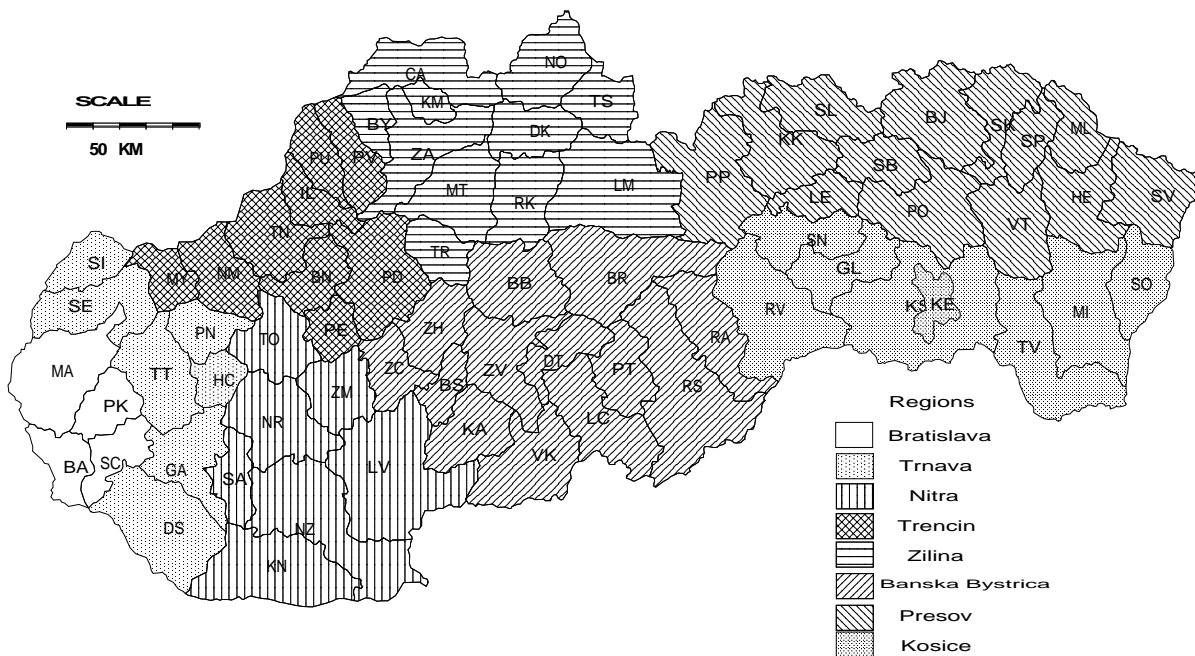 NO
CA
KM
TS
BY
DK
SL
BJ
SK
SP
ML
KK
PU
PV
ZA
SB
MT
LM
PP
IL
RK
LE
PO
HE
SV
TN
VT
SI
MY
NM
BN
PD
TR
SN
GL
SE
BB
BR
SO
PN
PE
ZH
RV
KS
KE
MI
TO
RA
TV
MA
TT
HC
ZC
BS
ZV
DT
PT
RS
PK
ZM
NR
KA
LC
BA
SC
GA
SA
LV
VK
DS
NZ
KN
SCALE
50 KM
Regions
Bratislava
Trnava
Nitra
Trencin
Zilina
Banska Bystrica
Presov
Kosice